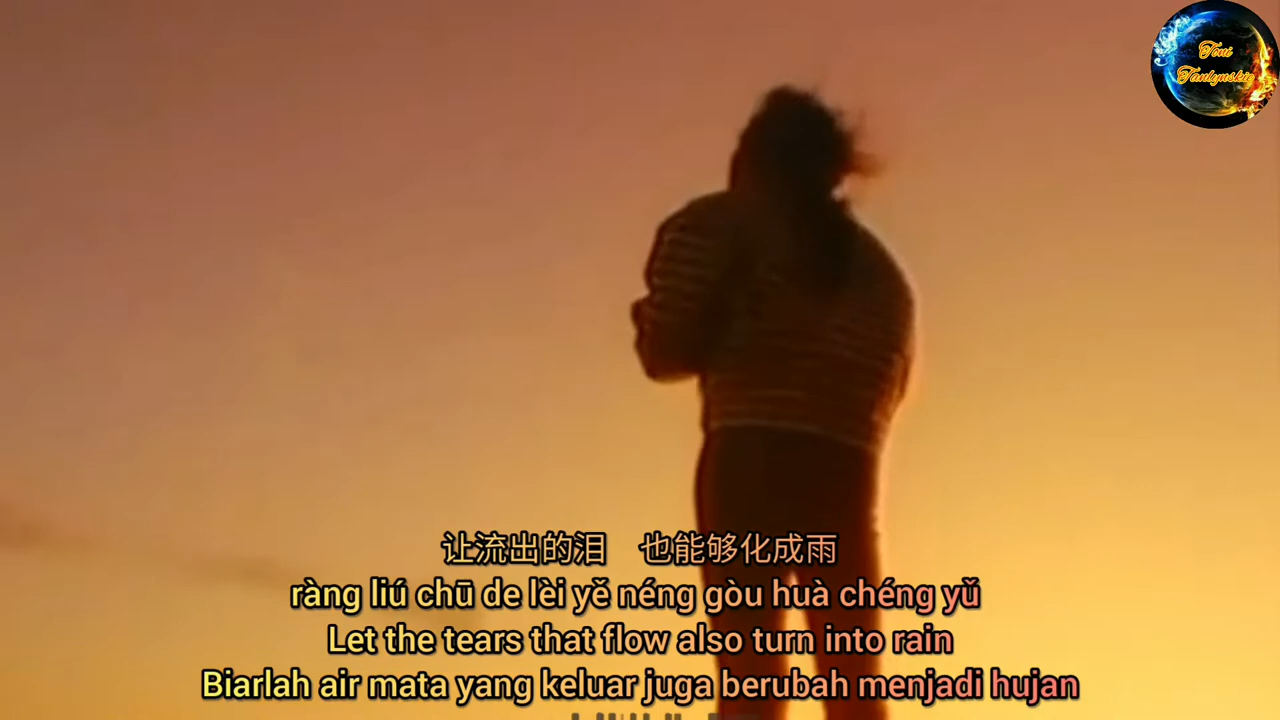 Toni
Tanlynskie
让流出的泪 也能够化成雨
ràng liú chū de lèi yě néng gòu huà chéng yǔ
Let the tears that flow also turn into rain
Biarlah air mata yang keluar juga berubah menjadi hujan